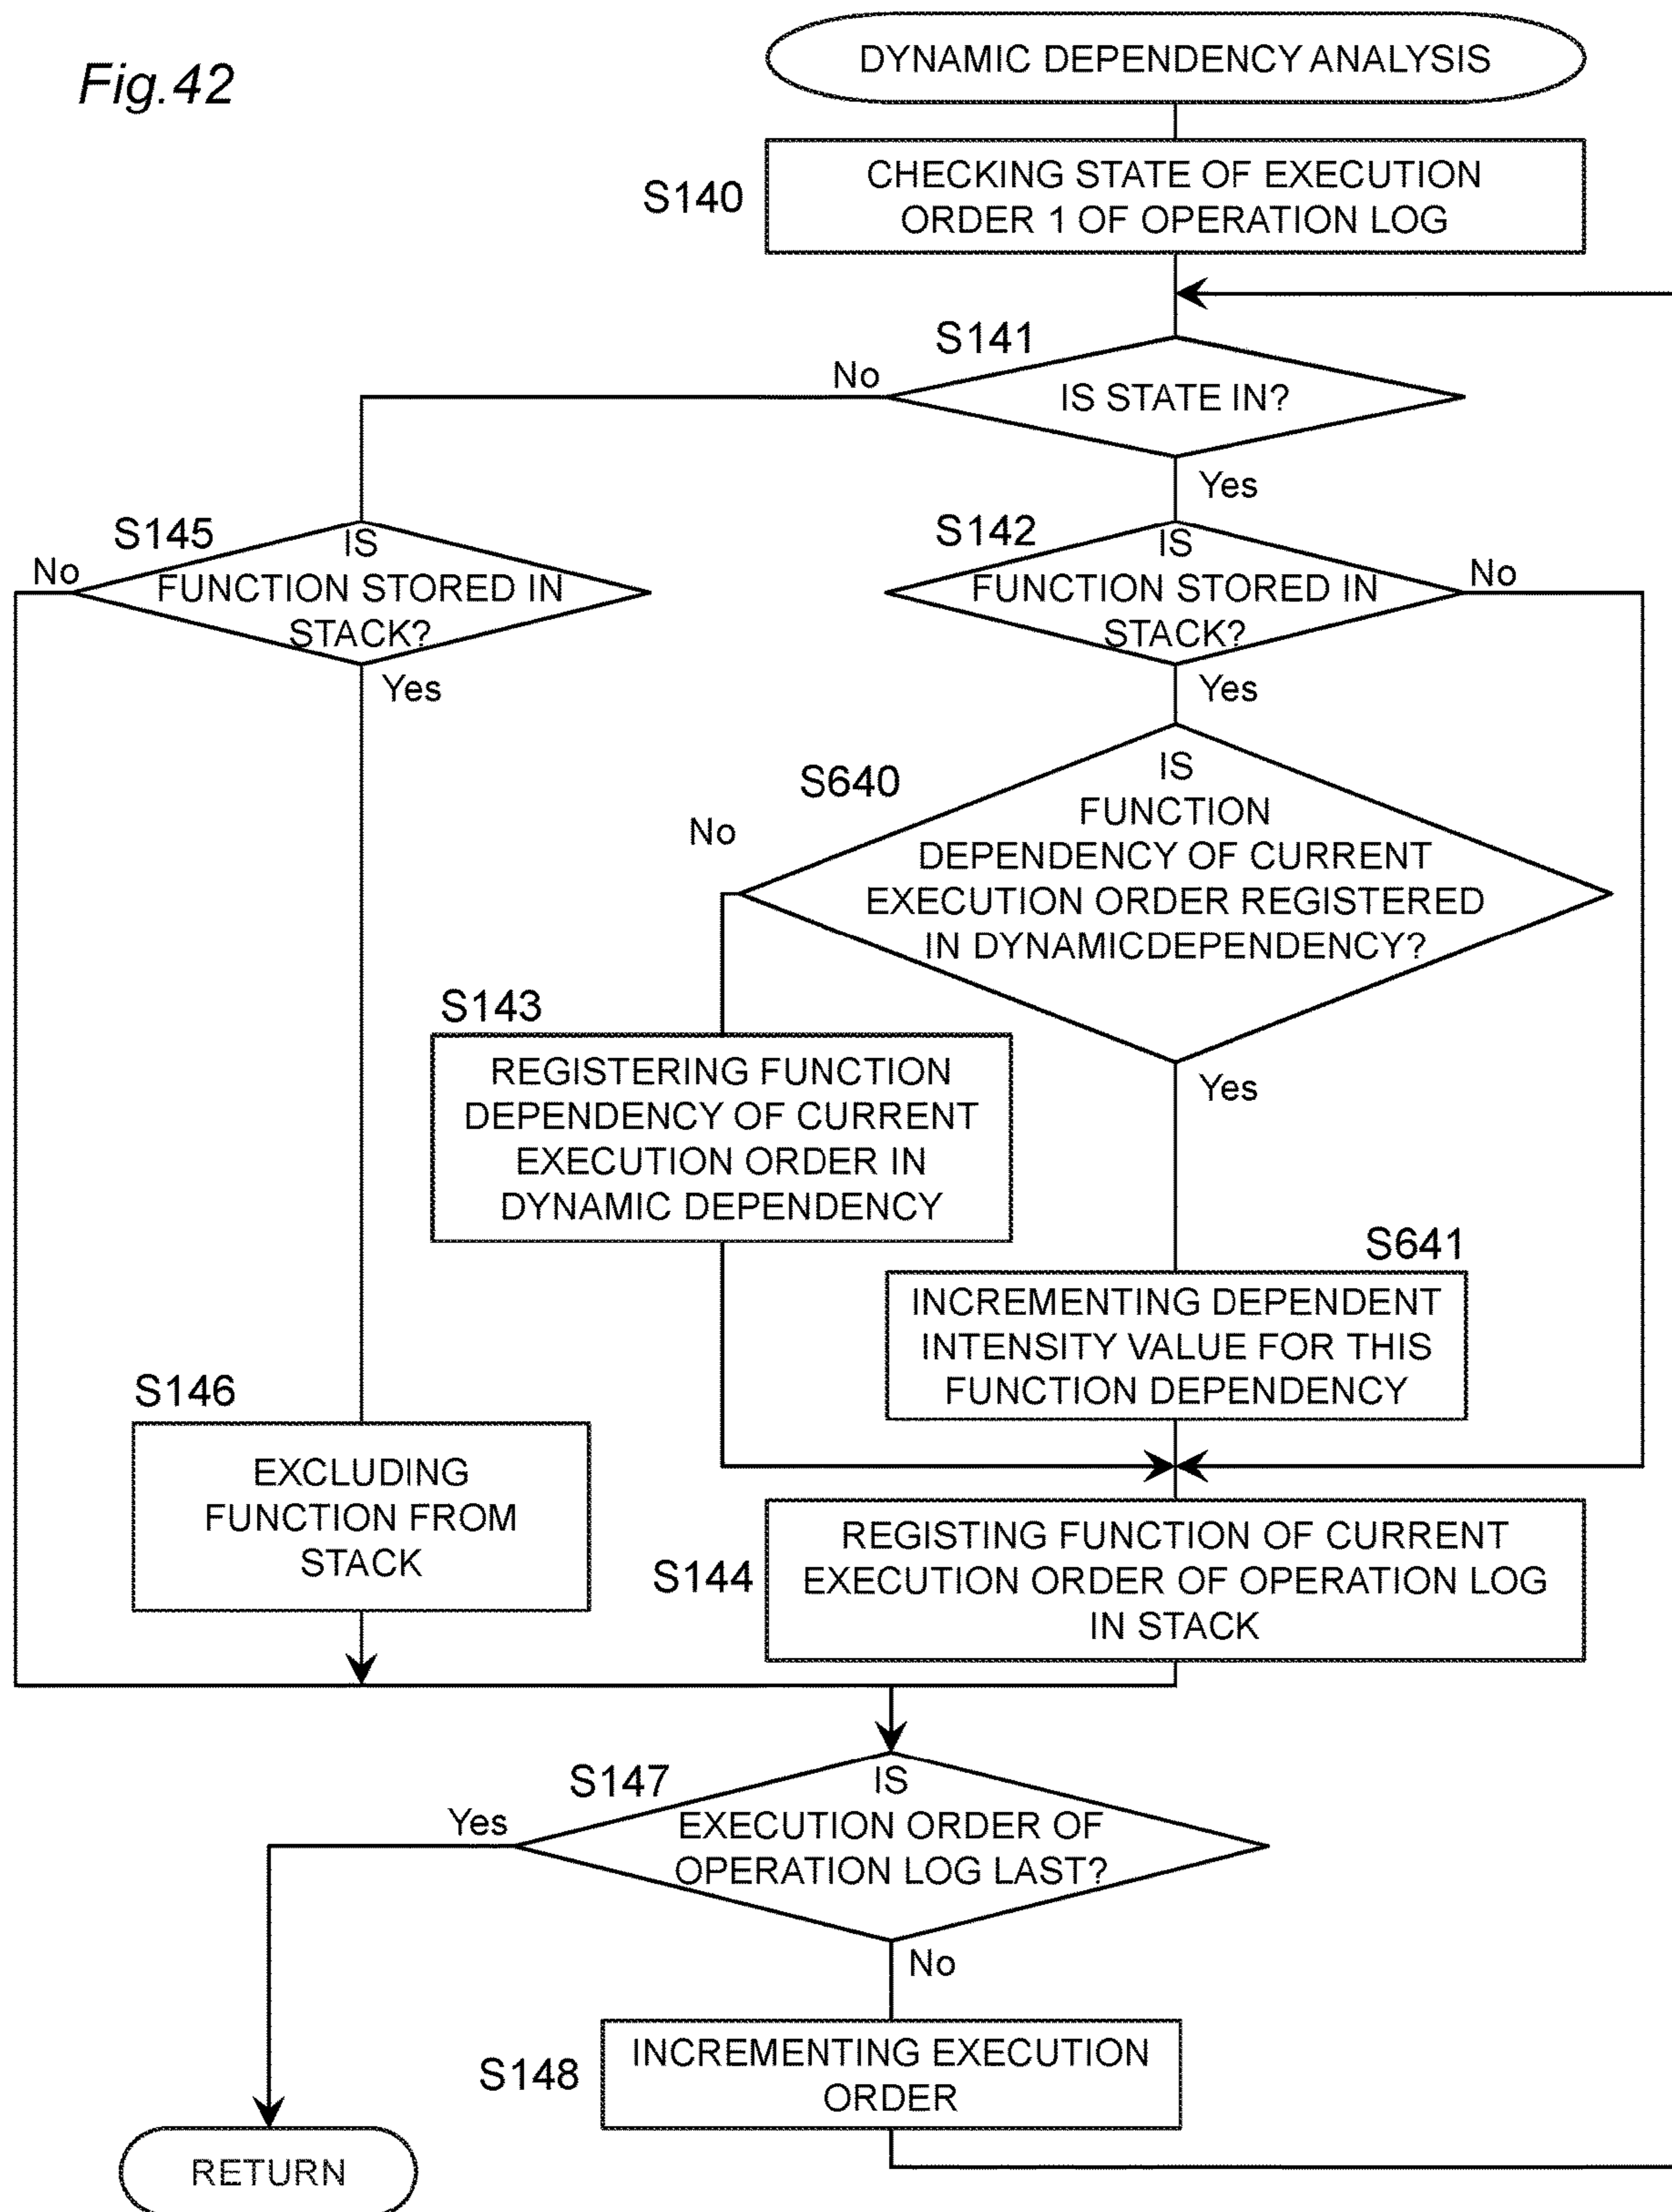 Fig.42
DYNAMIC DEPENDENCY ANALYSIS
S140
CHECKING STATE OF EXECUTION
ORDER 1 OF OPERATION LOG
S141
No
IS STATE IN?
Yes
S145
No
IS
FUNCTION STORED IN
STACK?
Yes
S142
IS
FUNCTION STORED IN
STACK?
No
Yes
S640
No
IS
FUNCTION
DEPENDENCY OF CURRENT
EXECUTION ORDER REGISTERED
IN DYNAMICDEPENDENCY?
Yes
S143
REGISTERING FUNCTION
DEPENDENCY OF CURRENT
EXECUTION ORDER IN
DYNAMIC DEPENDENCY
S641
INCREMENTING DEPENDENT
INTENSITY VALUE FOR THIS
FUNCTION DEPENDENCY
S146
EXCLUDING
FUNCTION FROM
STACK
S144
REGISTING FUNCTION OF CURRENT
EXECUTION ORDER OF OPERATION LOG
IN STACK
S147
Yes
IS
EXECUTION ORDER OF
OPERATION LOG LAST?
No
S148
INCREMENTING EXECUTION
ORDER
RETURN